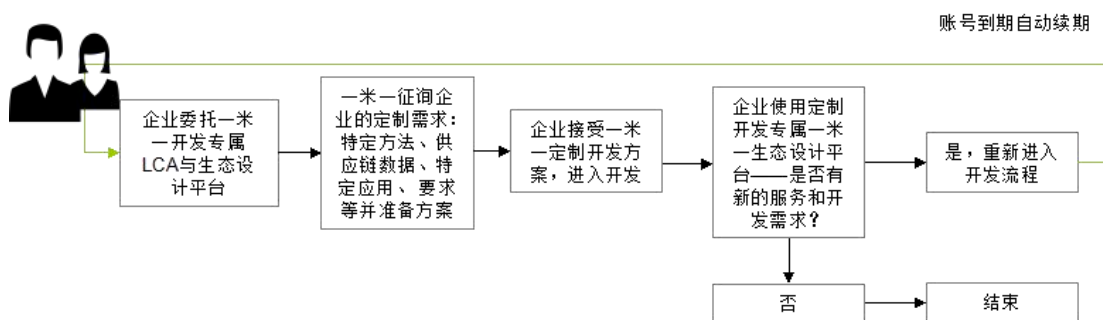 账号到期自动续期
企业委托一米
一开发专属
LCA与生态设
计平台
一米一征询企
业的定制需求：
特定方法、供
应链数据、特
定应用、要求
等并准备方案
企业接受一米
一定制开发方
案，进入开发
企业使用定制
开发专属一米
一生态设计平
台——是否有
新的服务和开
发需求？
是，重新进入
开发流程
否
结束